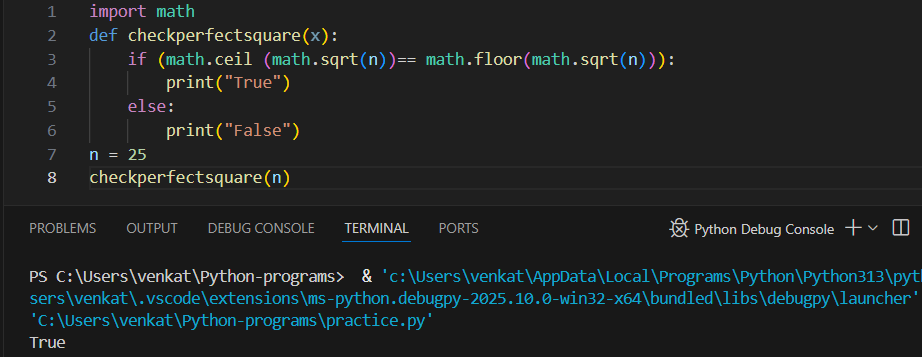 1 import math
2 def checkperfectsquare(x):
3 if (math.ceil (math.sqrt(n))== math.floor(math.sqrt(n))):
4 print("True")
5 else:
6 print("False")
7 n = 25
8 checkperfectsquare(n)
PROBLEMS OUTPUT DEBUG CONSOLE TERMINAL PORTS Python Debug Console
PS C:\Users\venkat\Python-programs> & 'c:\Users\venkat\AppData\Local\Programs\Python\Python313\pyth
sers\venkat\.vscode\extensions\ms-python.debugpy-2025.10.0-win32-x64\bundled\libs\debugpy\launcher'
'C:\Users\venkat\Python-programs\practice.py'
True